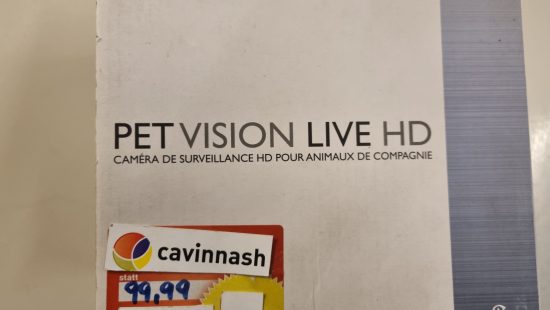 PET VISION LIVE HD
CAMÉRA DE SURVEILLANCE HD POUR ANIMAUX DE COMPAGNIE
cavinnash
statt
99,99